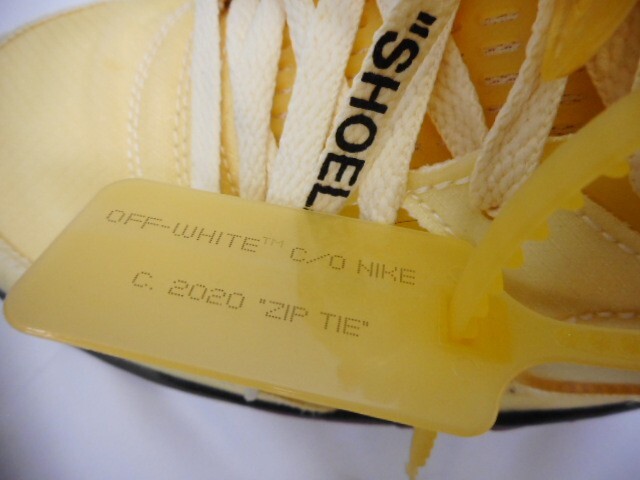 "SHOEL
OFF-WHITE™ C/O NIKE
C. 2020 "ZIP TIE"